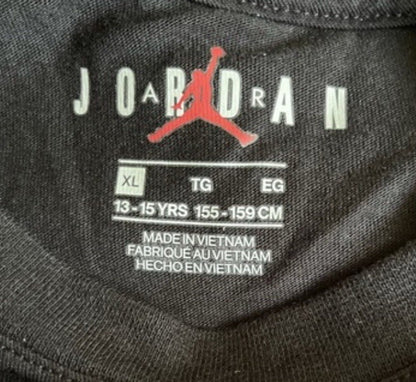 JORDAN
AIR
XL TG EG
13-15 YRS 155-159 CM
MADE IN VIETNAM
FABRIQUÉ AU VIETNAM
HECHO EN VIETNAM